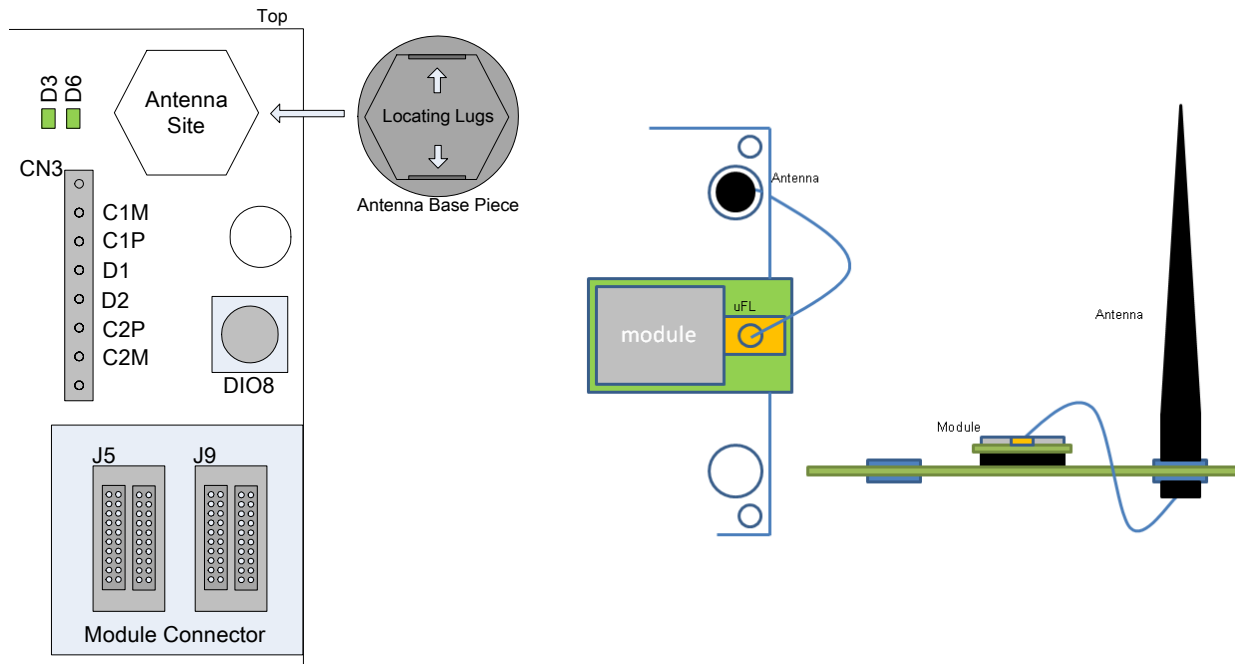 Top
D3
D6
Antenna
Site
Locating Lugs
Antenna Base Piece
CN3
C1M
C1P
D1
D2
C2P
C2M
DIO8
J5
J9
Module Connector
Antenna
uFL
module
Antenna
Module